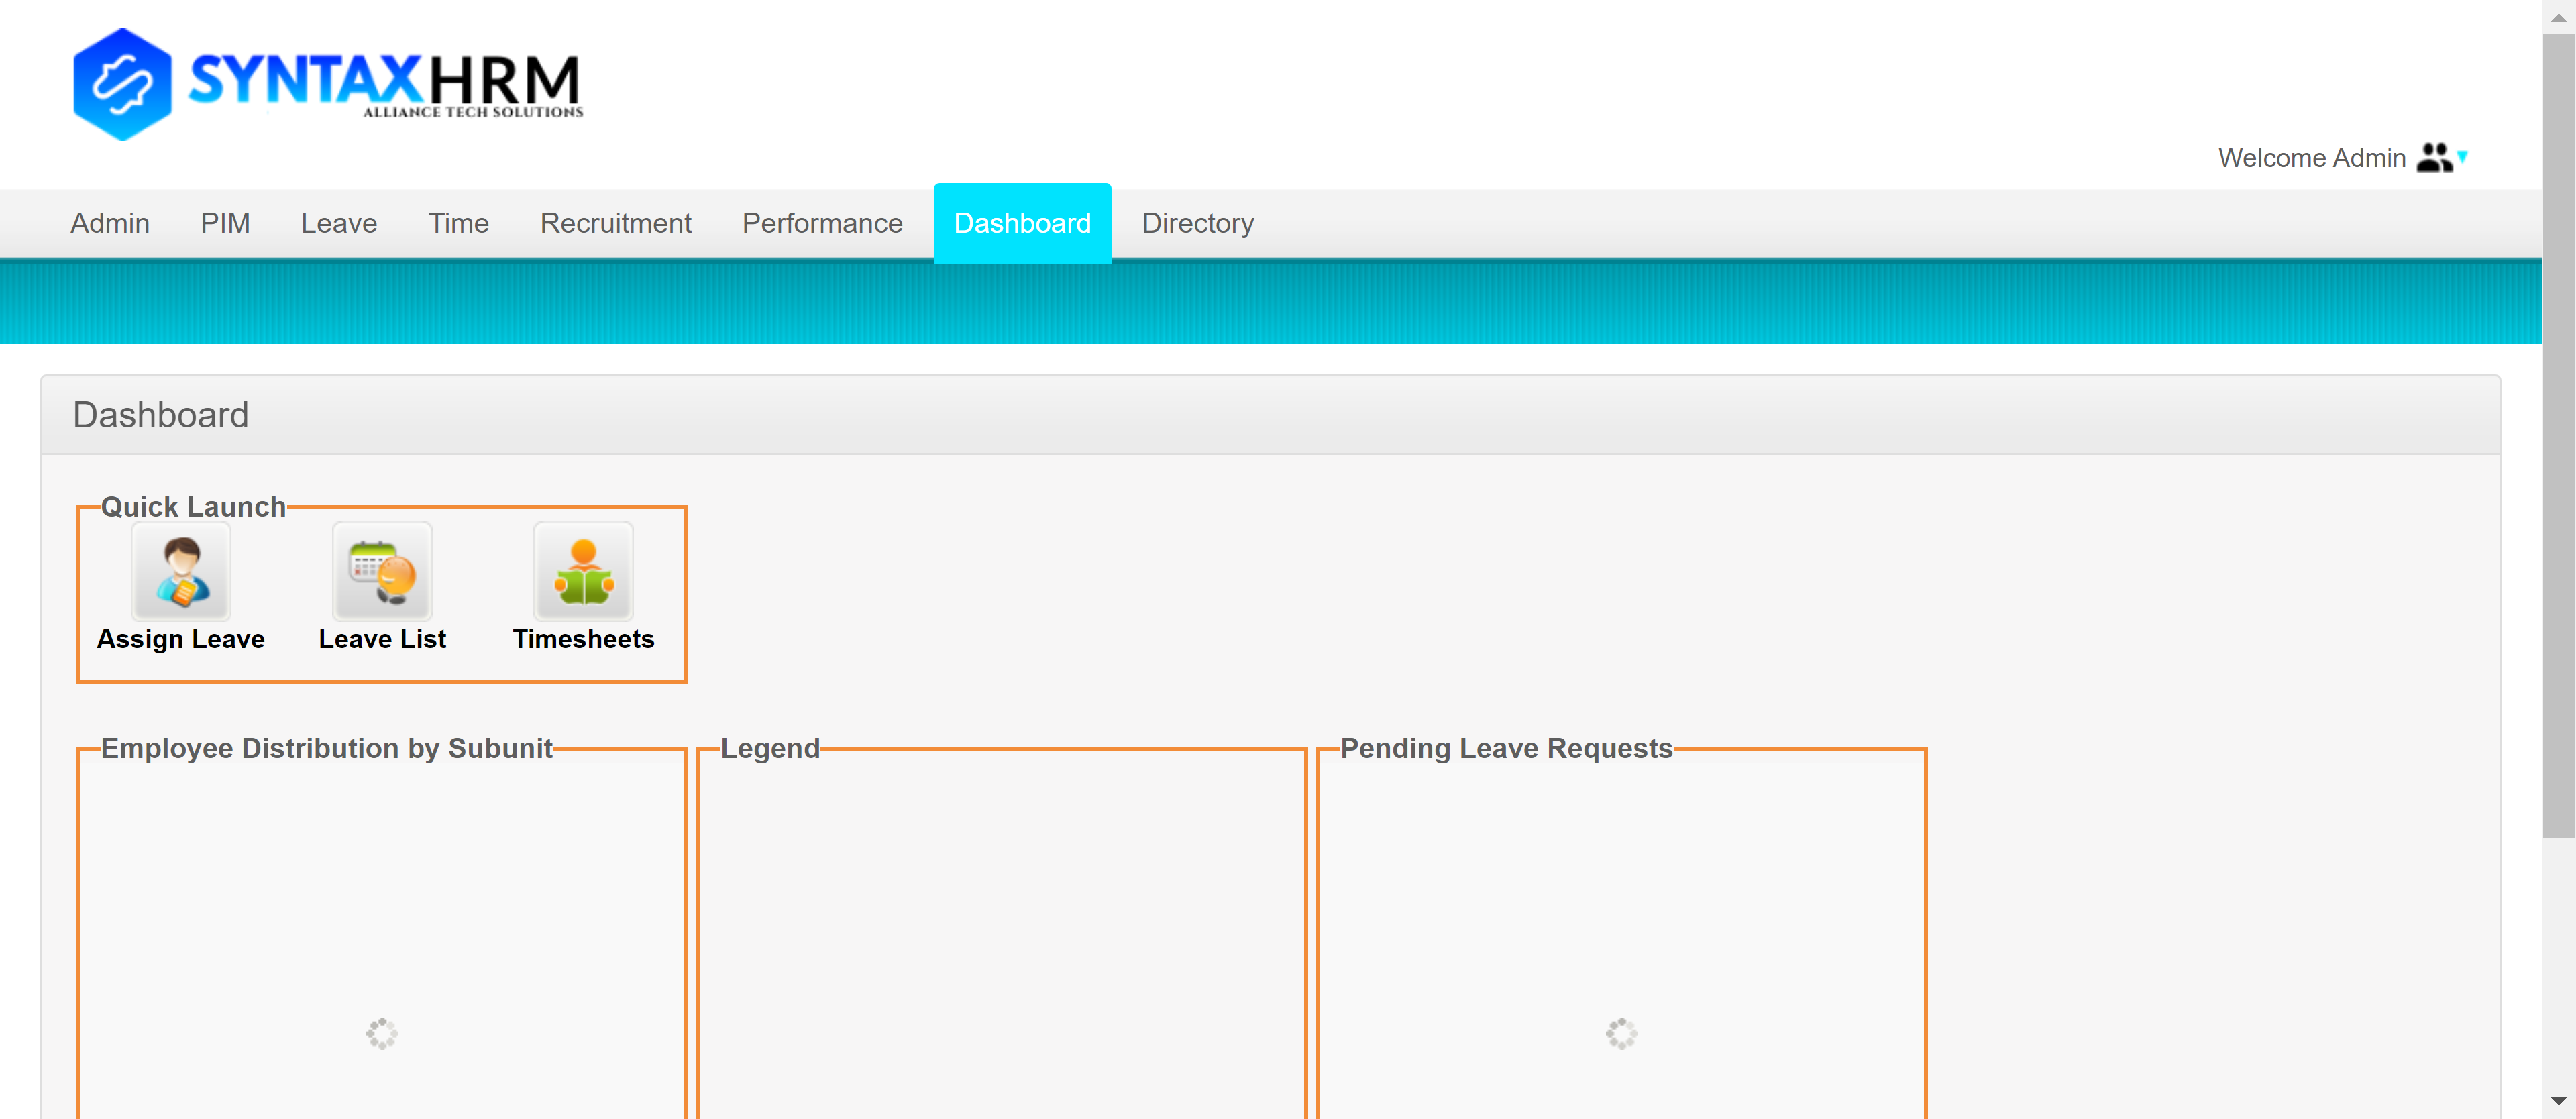 SYNTAXHRM
ALLIANCE TECH SOLUTIONS
Welcome Admin
Admin PIM Leave Time Recruitment Performance Dashboard Directory
Dashboard
Quick Launch
Assign Leave Leave List Timesheets
Employee Distribution by Subunit Legend Pending Leave Requests